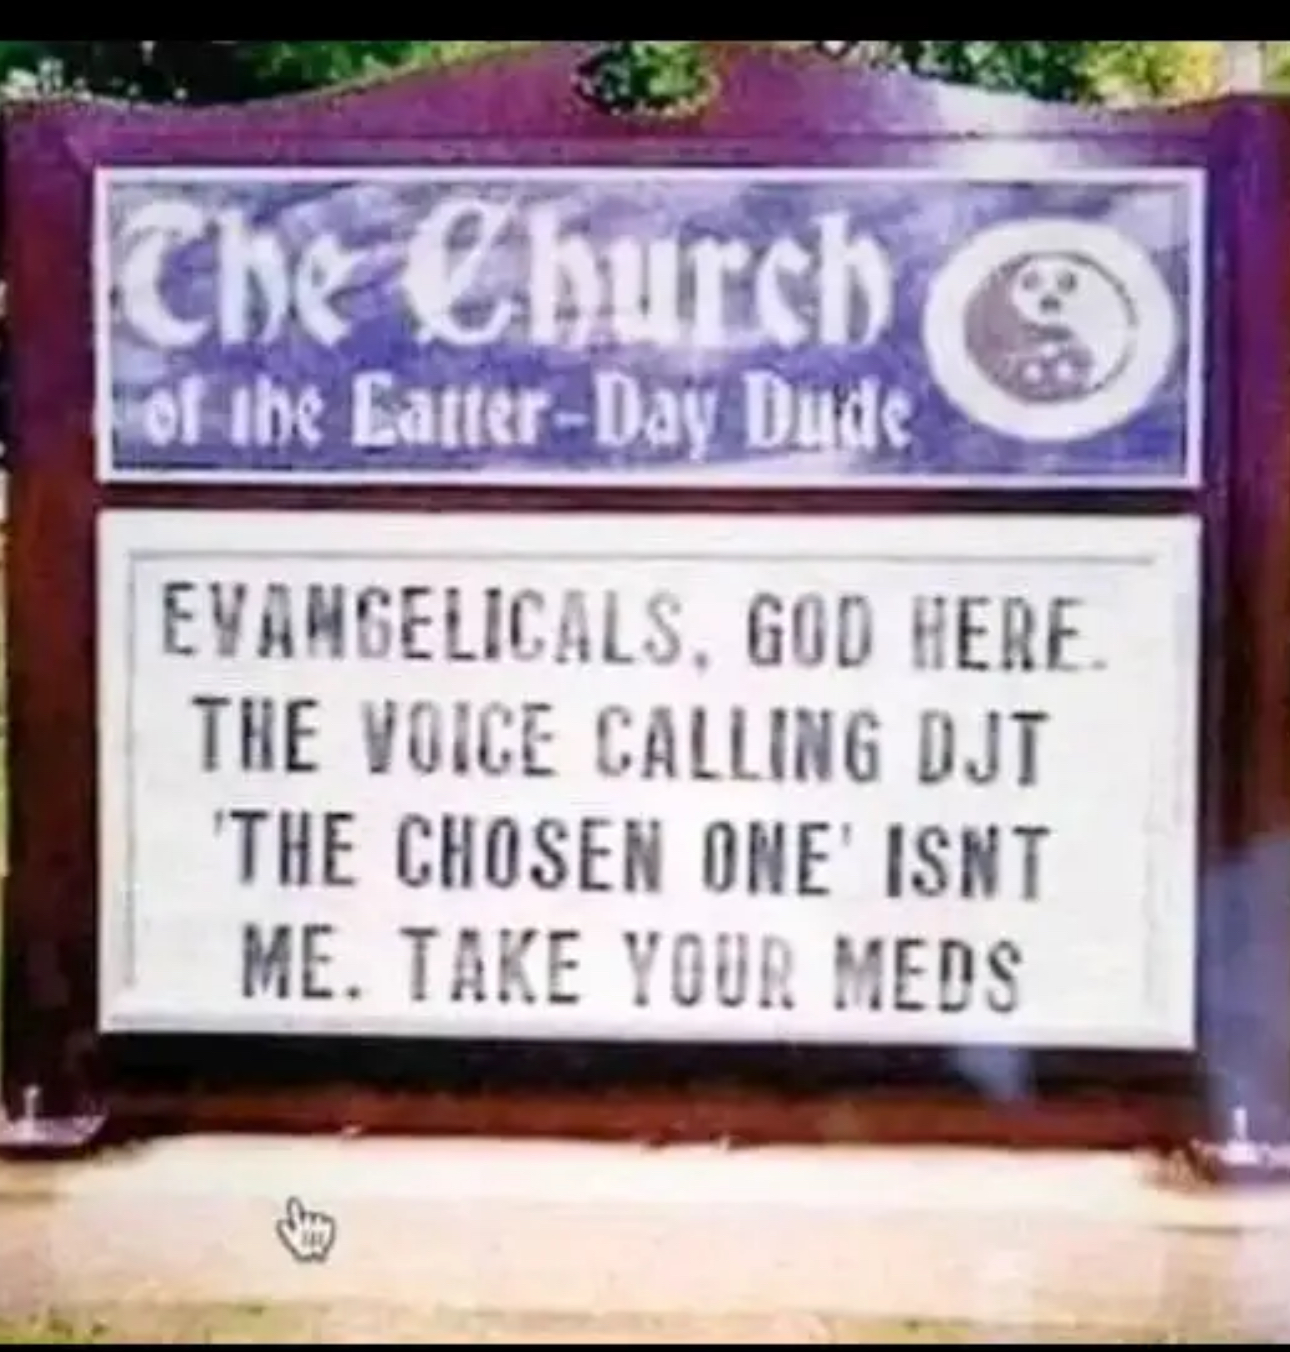 The Church
of the Latter-Day Dude
EVANGELICALS, GOD HERE.
THE VOICE CALLING DJT
'THE CHOSEN ONE' ISNT
ME. TAKE YOUR MEDS